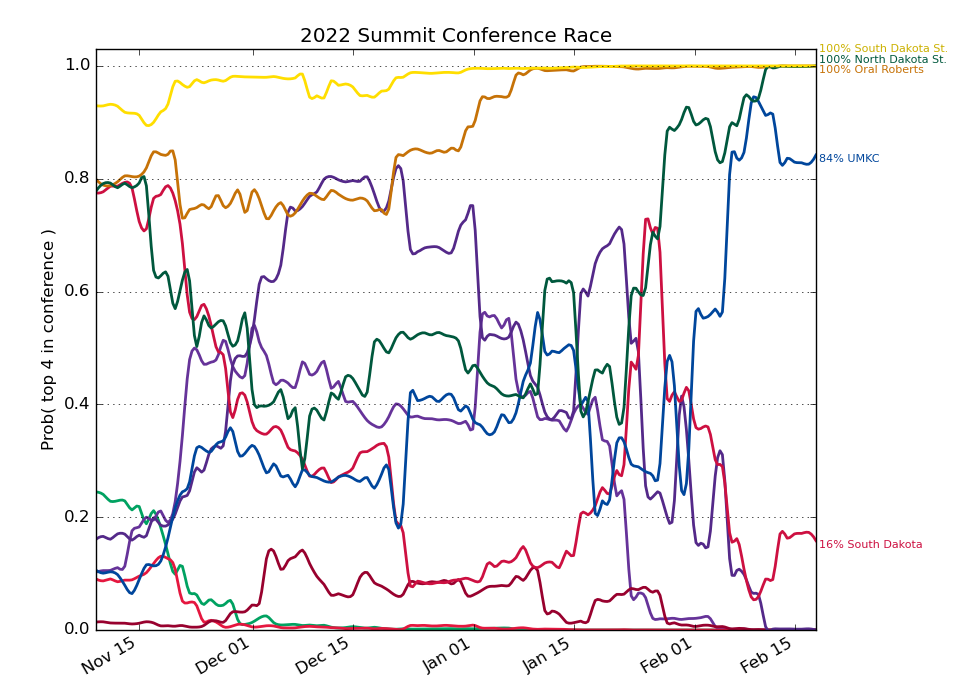 2022 Summit Conference Race
100% South Dakota St.
100% North Dakota St.
100% Oral Roberts
84% UMKC
16% South Dakota
Prob( top 4 in conference )
1.0
0.8
0.6
0.4
0.2
0.0
Nov 15
Dec 01
Dec 15
Jan 01
Jan 15
Feb 01
Feb 15